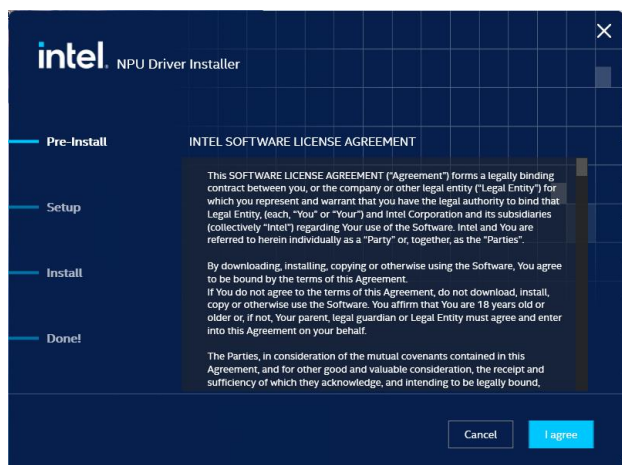 intel. NPU Driver Installer
Pre-Install
Setup
Install
Done!
INTEL SOFTWARE LICENSE AGREEMENT
This SOFTWARE LICENSE AGREEMENT ("Agreement") forms a legally binding
contract between you, or the company or other legal entity ("Legal Entity") for
which you represent and warrant that you have the legal authority to bind that
Legal Entity, (each, "You" or "Your") and Intel Corporation and its subsidiaries
(collectively "Intel") regarding Your use of the Software. Intel and You are
referred to herein individually as a "Party" or, together, as the "Parties".
By downloading, installing, copying or otherwise using the Software, You agree
to be bound by the terms of this Agreement.
If You do not agree to the terms of this Agreement, do not download, install,
copy or otherwise use the Software. You affirm that You are 18 years old or
older or, if not, Your parent, legal guardian or Legal Entity must agree and enter
into this Agreement on your behalf.
The Parties, in consideration of the mutual covenants contained in this
Agreement, and for other good and valuable consideration, the receipt and
sufficiency of which they acknowledge, and intending to be legally bound,
Cancel
I agree